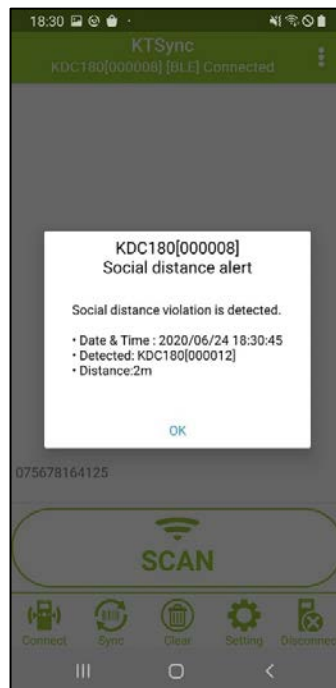 18:30
KTSync
KDC180[000008] [BLE] Connected
KDC180[000008]
Social distance alert
Social distance violation is detected.
• Date & Time : 2020/06/24 18:30:45
• Detected: KDC180[000012]
• Distance:2m
OK
075678164125
SCAN
Connect Sync Clear Setting Disconnec